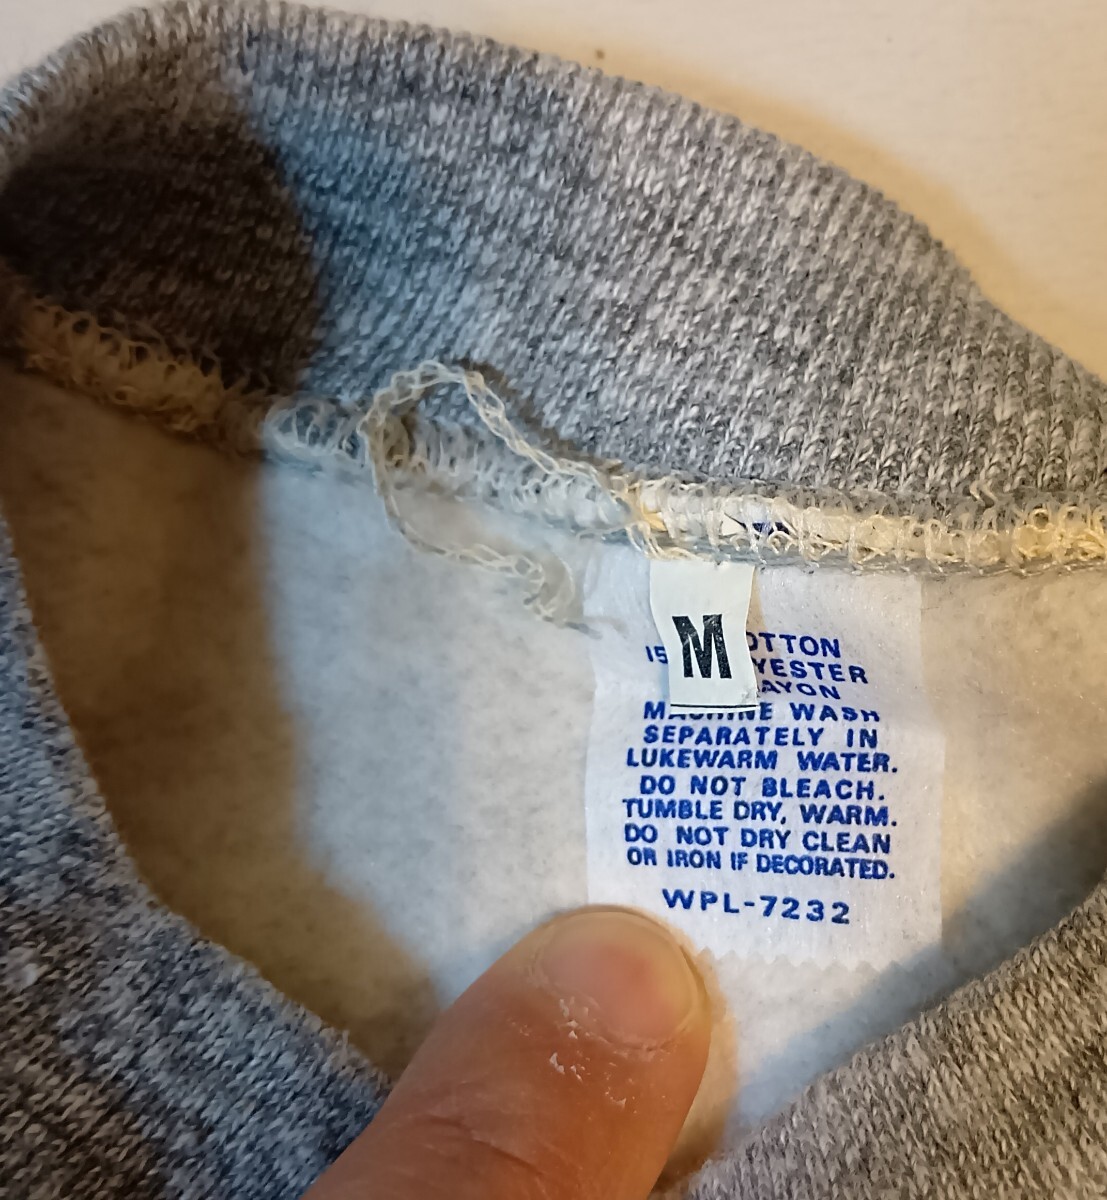 M
15
OTTON
YESTER
AYON
MACHINE WASH
SEPARATELY IN
LUKEWARM WATER.
DO NOT BLEACH.
TUMBLE DRY, WARM.
DO NOT DRY CLEAN
OR IRON IF DECORATED.
WPL-7232